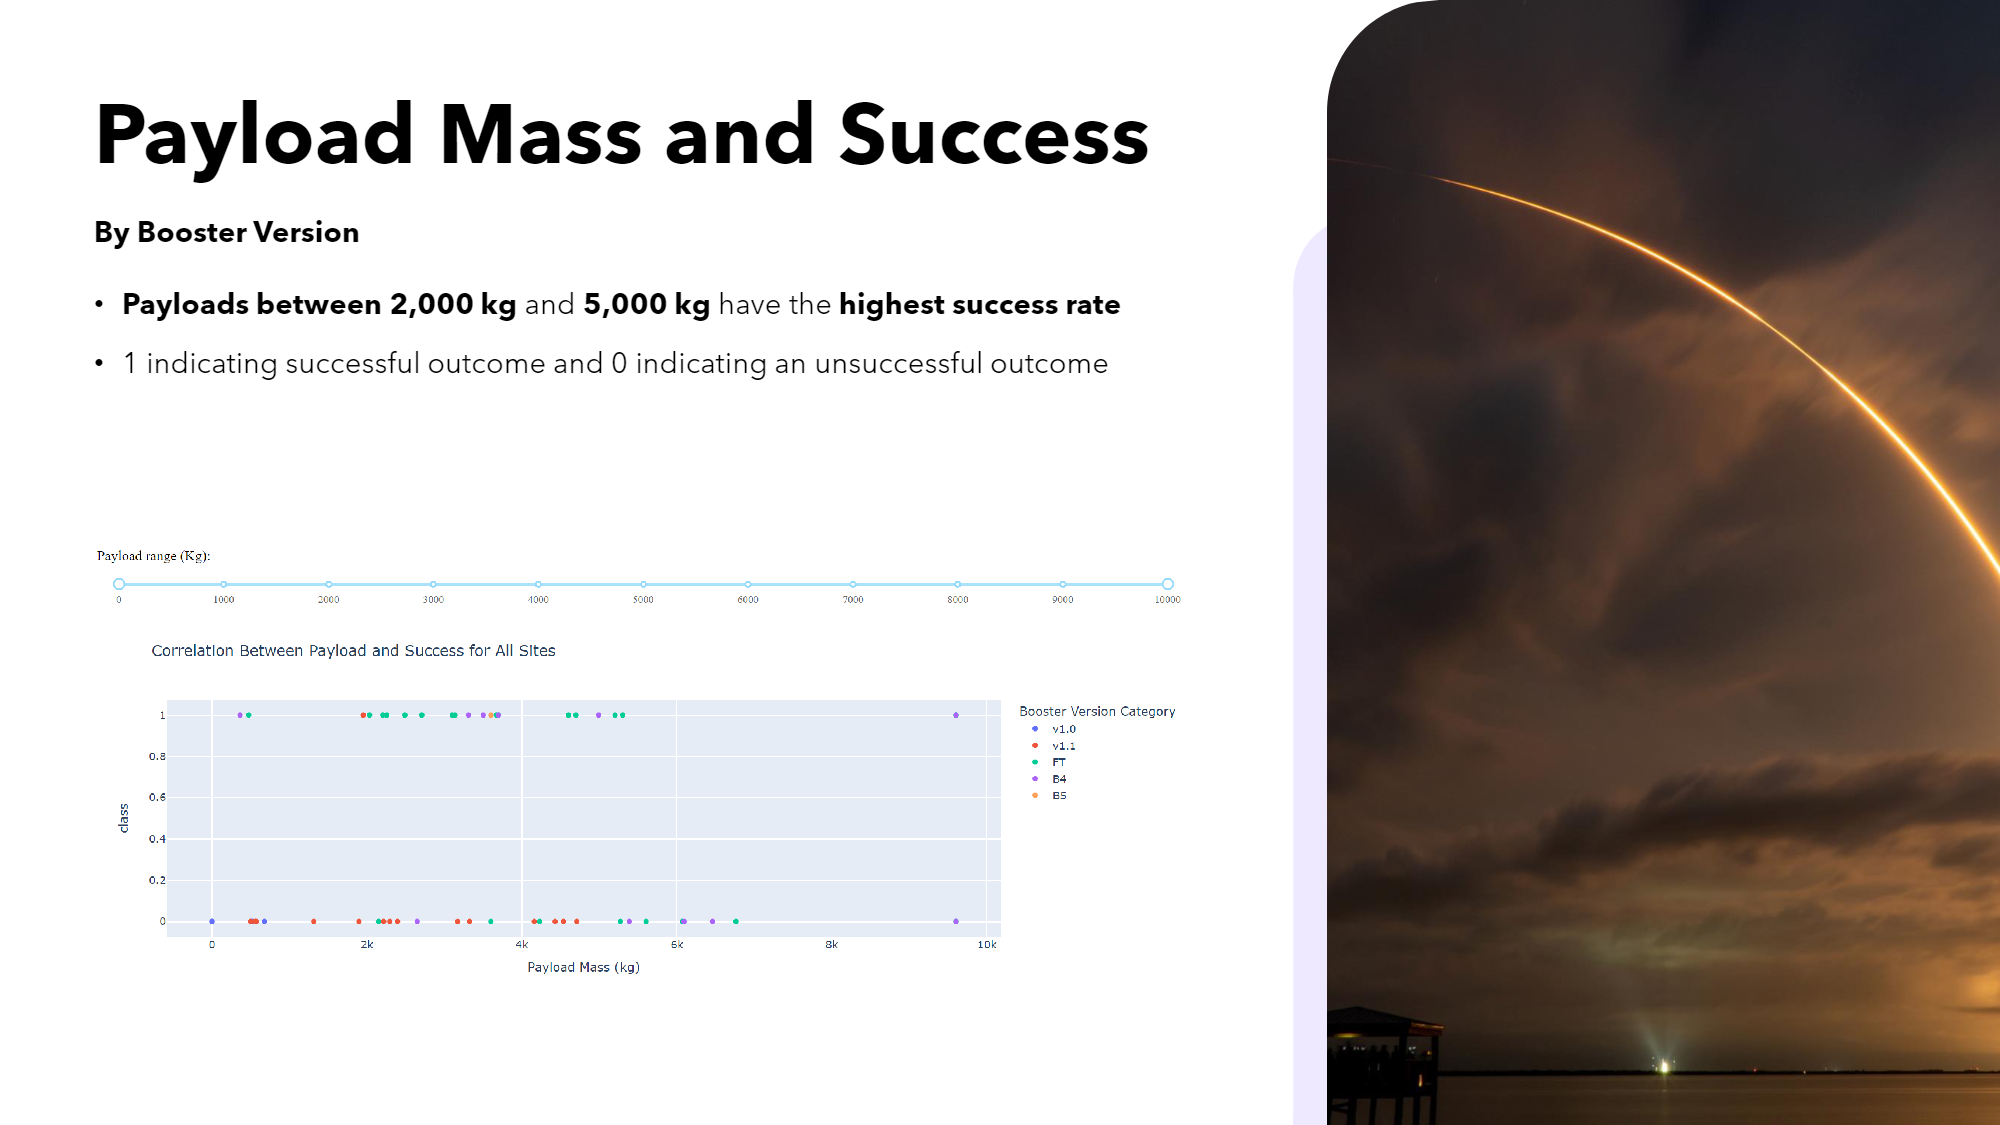 Payload Mass and Success
By Booster Version
• Payloads between 2,000 kg and 5,000 kg have the highest success rate
• 1 indicating successful outcome and 0 indicating an unsuccessful outcome
Payload range (Kg):
0 1000 2000 3000 4000 5000 6000 7000 8000 9000 10000
Correlation Between Payload and Success for All Sites
1
0.8
0.6
0.4
0.2
0
class
0 2k 4k 6k 8k 10k
Payload Mass (kg)
Booster Version Category
v1.0
v1.1
FT
B4
B5